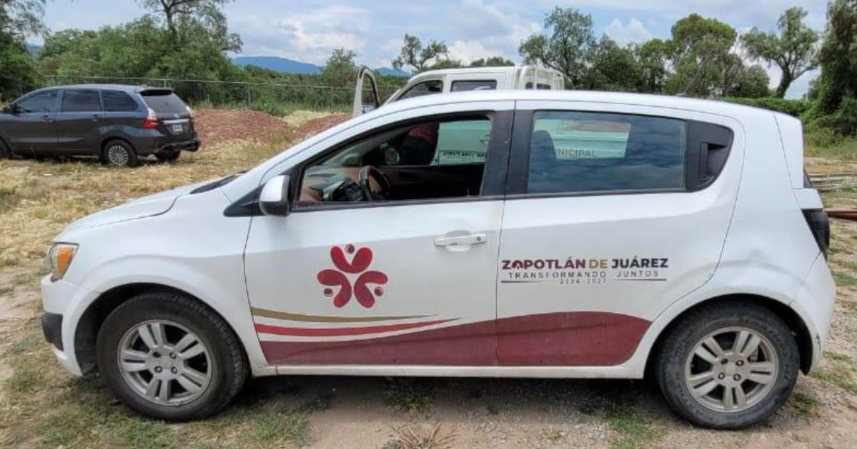 ZAPOTLÁN DE JUÁREZ
TRANSFORMANDO JUNTOS
2024-2027